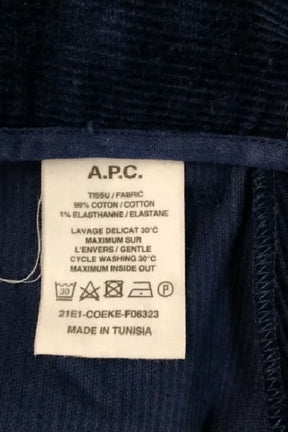 A.P.C.
TISSU / FABRIC
99% COTON / COTTON
1% ELASTHANNE / ELASTANE
LAVAGE DELICAT 30°C
MAXIMUM SUR
L'ENVERS / GENTLE
CYCLE WASHING 30°C
MAXIMUM INSIDE OUT
30 P
21E1-COEKE-F06323
MADE IN TUNISIA